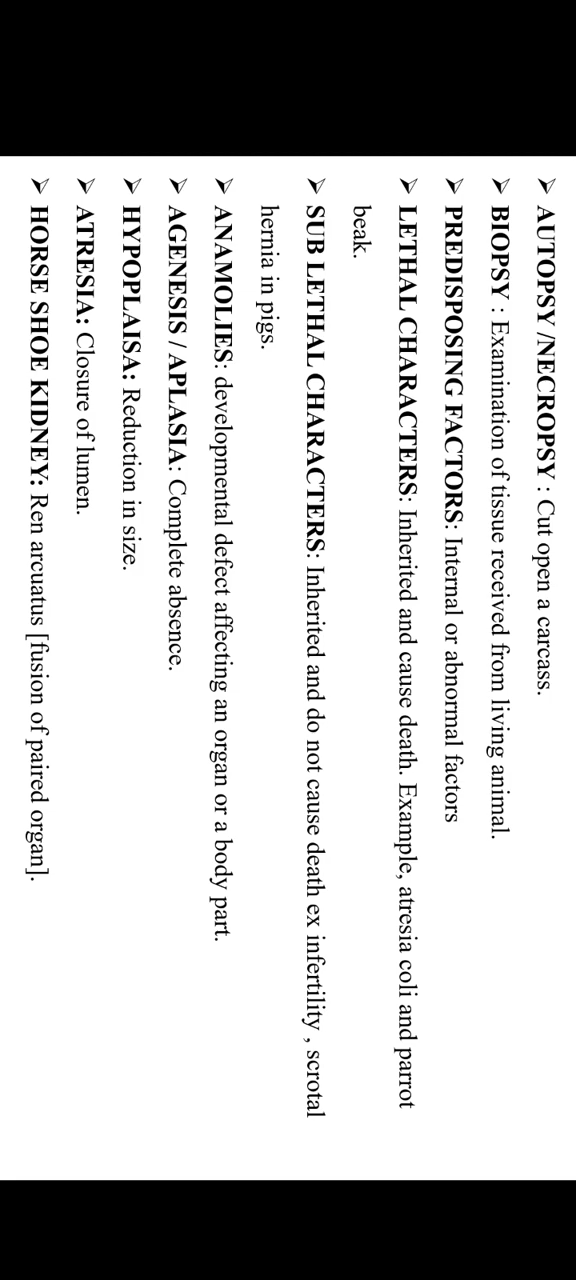 ➢ AUTOPSY /NECROPSY : Cut open a carcass.
➢ BIOPSY : Examination of tissue received from living animal.
➢ PREDISPOSING FACTORS: Internal or abnormal factors
➢ LETHAL CHARACTERS: Inherited and cause death. Example, atresia coli and parrot
beak.
➢ SUB LETHAL CHARACTERS: Inherited and do not cause death ex infertility , scrotal
hernia in pigs.
➢ ANAMOLIES: developmental defect affecting an organ or a body part.
➢ AGENESIS / APLASIA: Complete absence.
➢ HYPOPLAISA: Reduction in size.
➢ ATRESIA: Closure of lumen.
➢ HORSE SHOE KIDNEY: Ren arcuatus [fusion of paired organ].